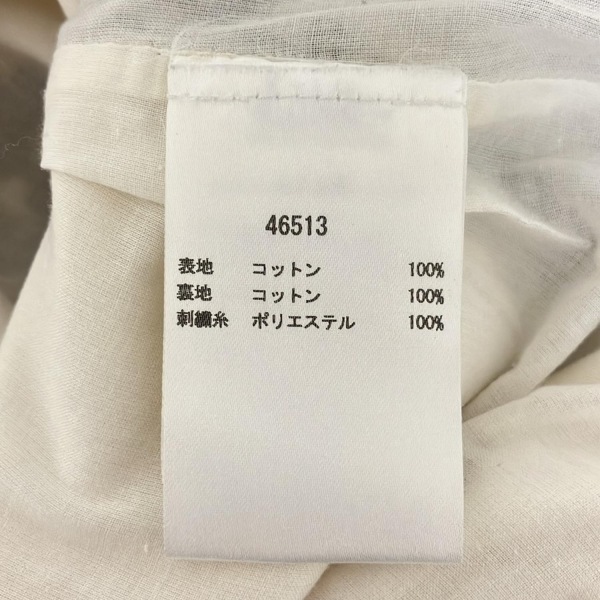 46513
表地 コットン 100%
裏地 コットン 100%
刺繍糸 ポリエステル 100%